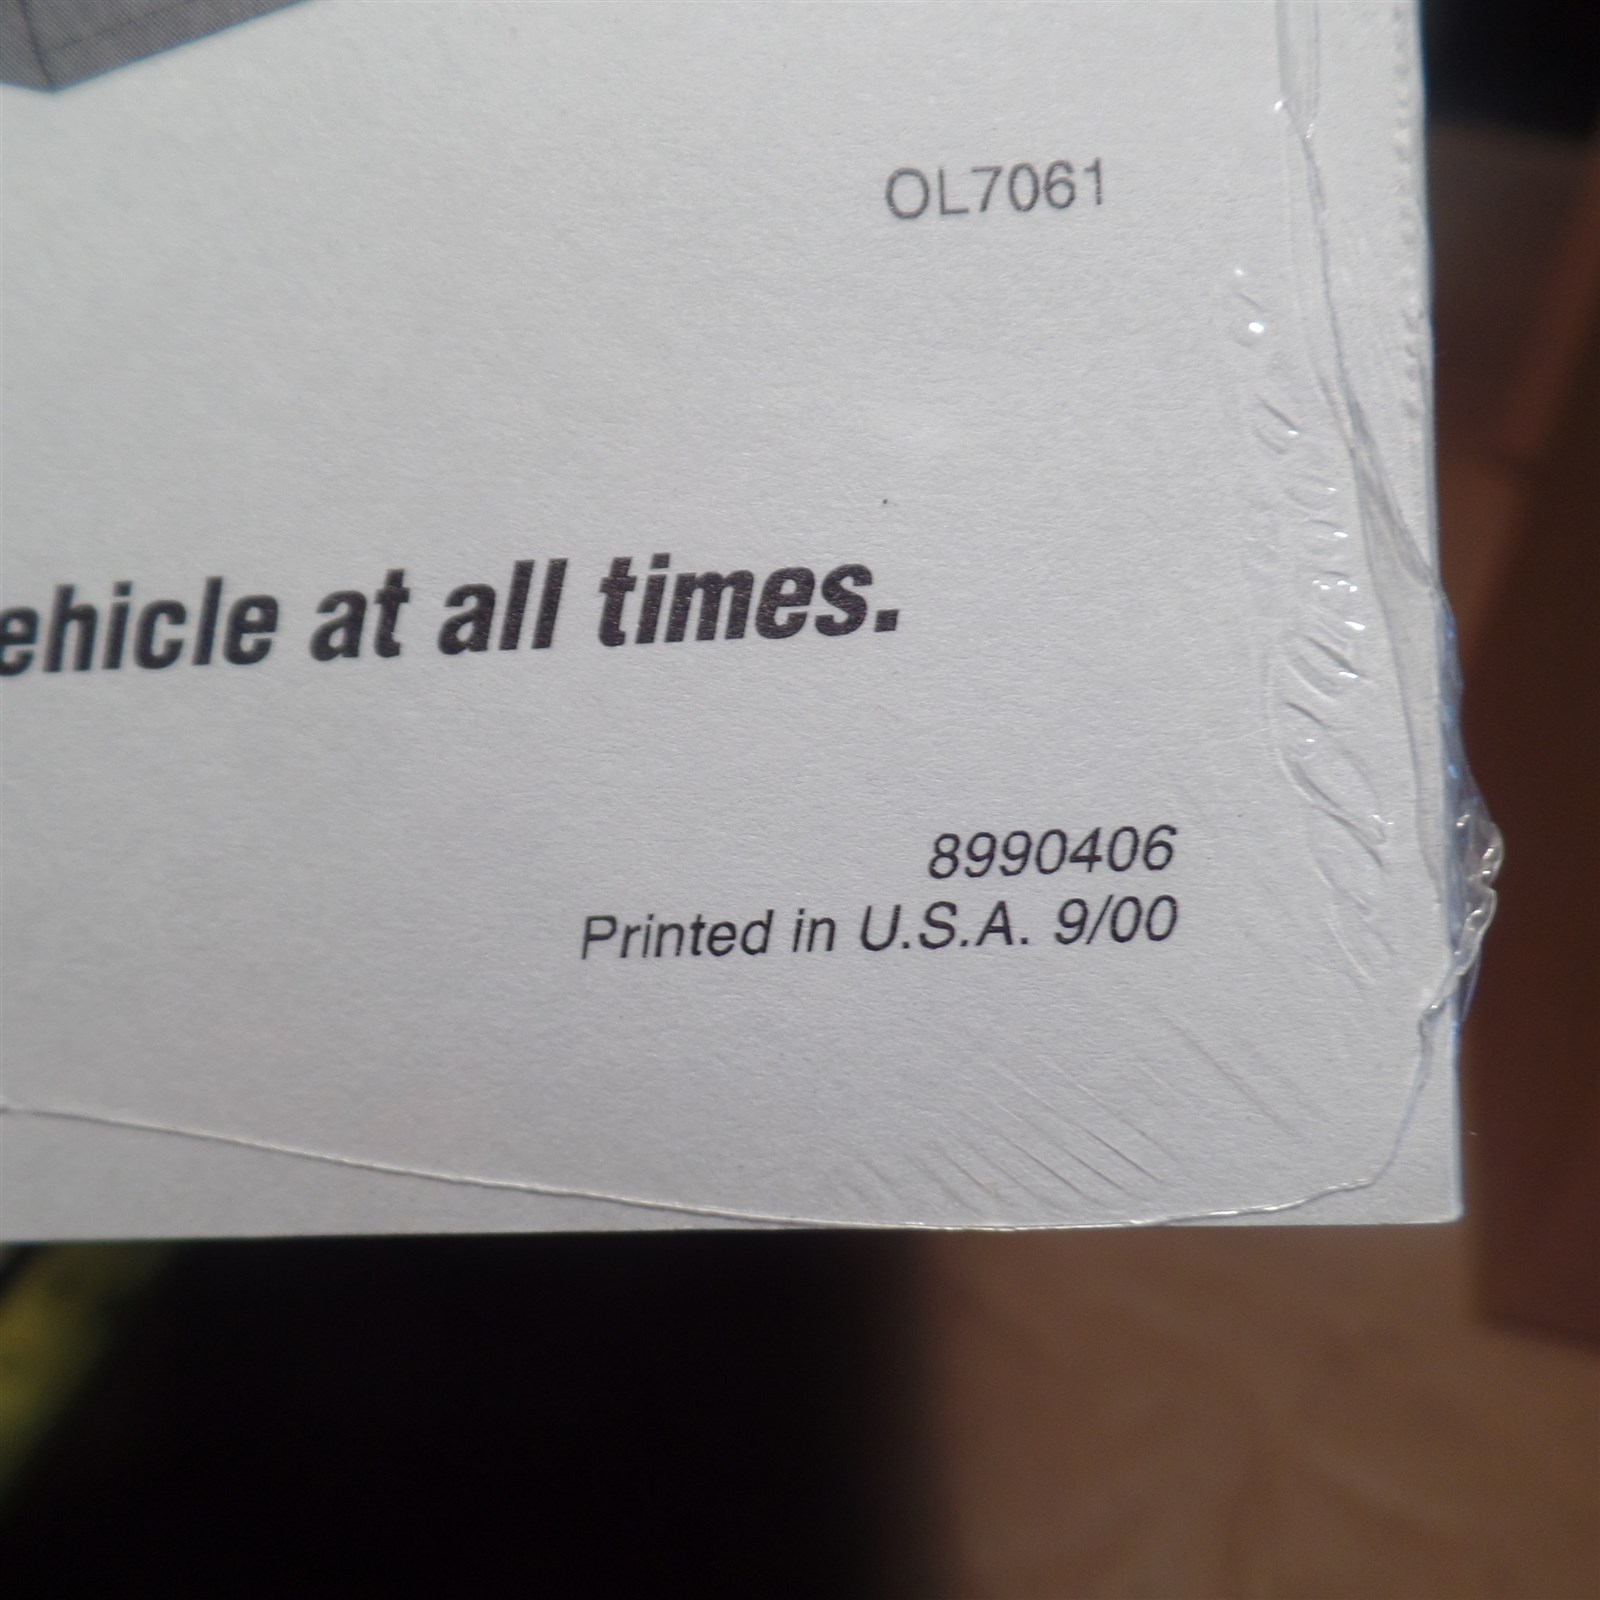 OL7061
ehicle at all times.
8990406
Printed in U.S.A. 9/00